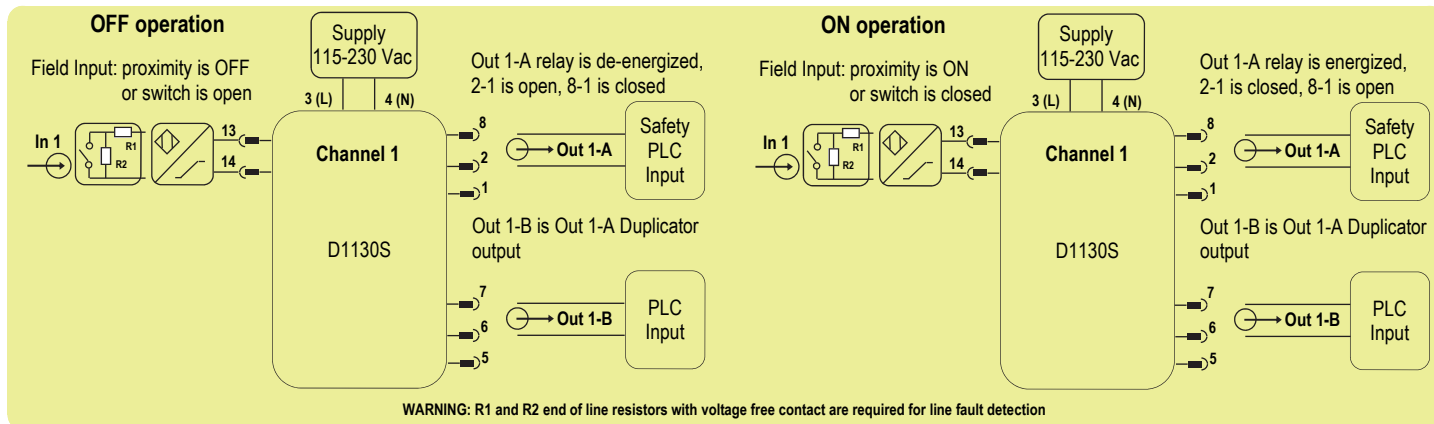 OFF operation
Supply
115-230 Vac
Field Input: proximity is OFF
or switch is open
Out 1-A relay is de-energized,
2-1 is open, 8-1 is closed
3 (L)
4 (N)
In 1
R1
R2
13
14
Channel 1
D1130S
8
2
1
Out 1-A
Safety
PLC
Input
Out 1-B is Out 1-A Duplicator
output
7
6
5
Out 1-B
PLC
Input
ON operation
Supply
115-230 Vac
Field Input: proximity is ON
or switch is closed
Out 1-A relay is energized,
2-1 is closed, 8-1 is open
3 (L)
4 (N)
In 1
R1
R2
13
14
Channel 1
D1130S
8
2
1
Out 1-A
Safety
PLC
Input
Out 1-B is Out 1-A Duplicator
output
7
6
5
Out 1-B
PLC
Input
WARNING: R1 and R2 end of line resistors with voltage free contact are required for line fault detection